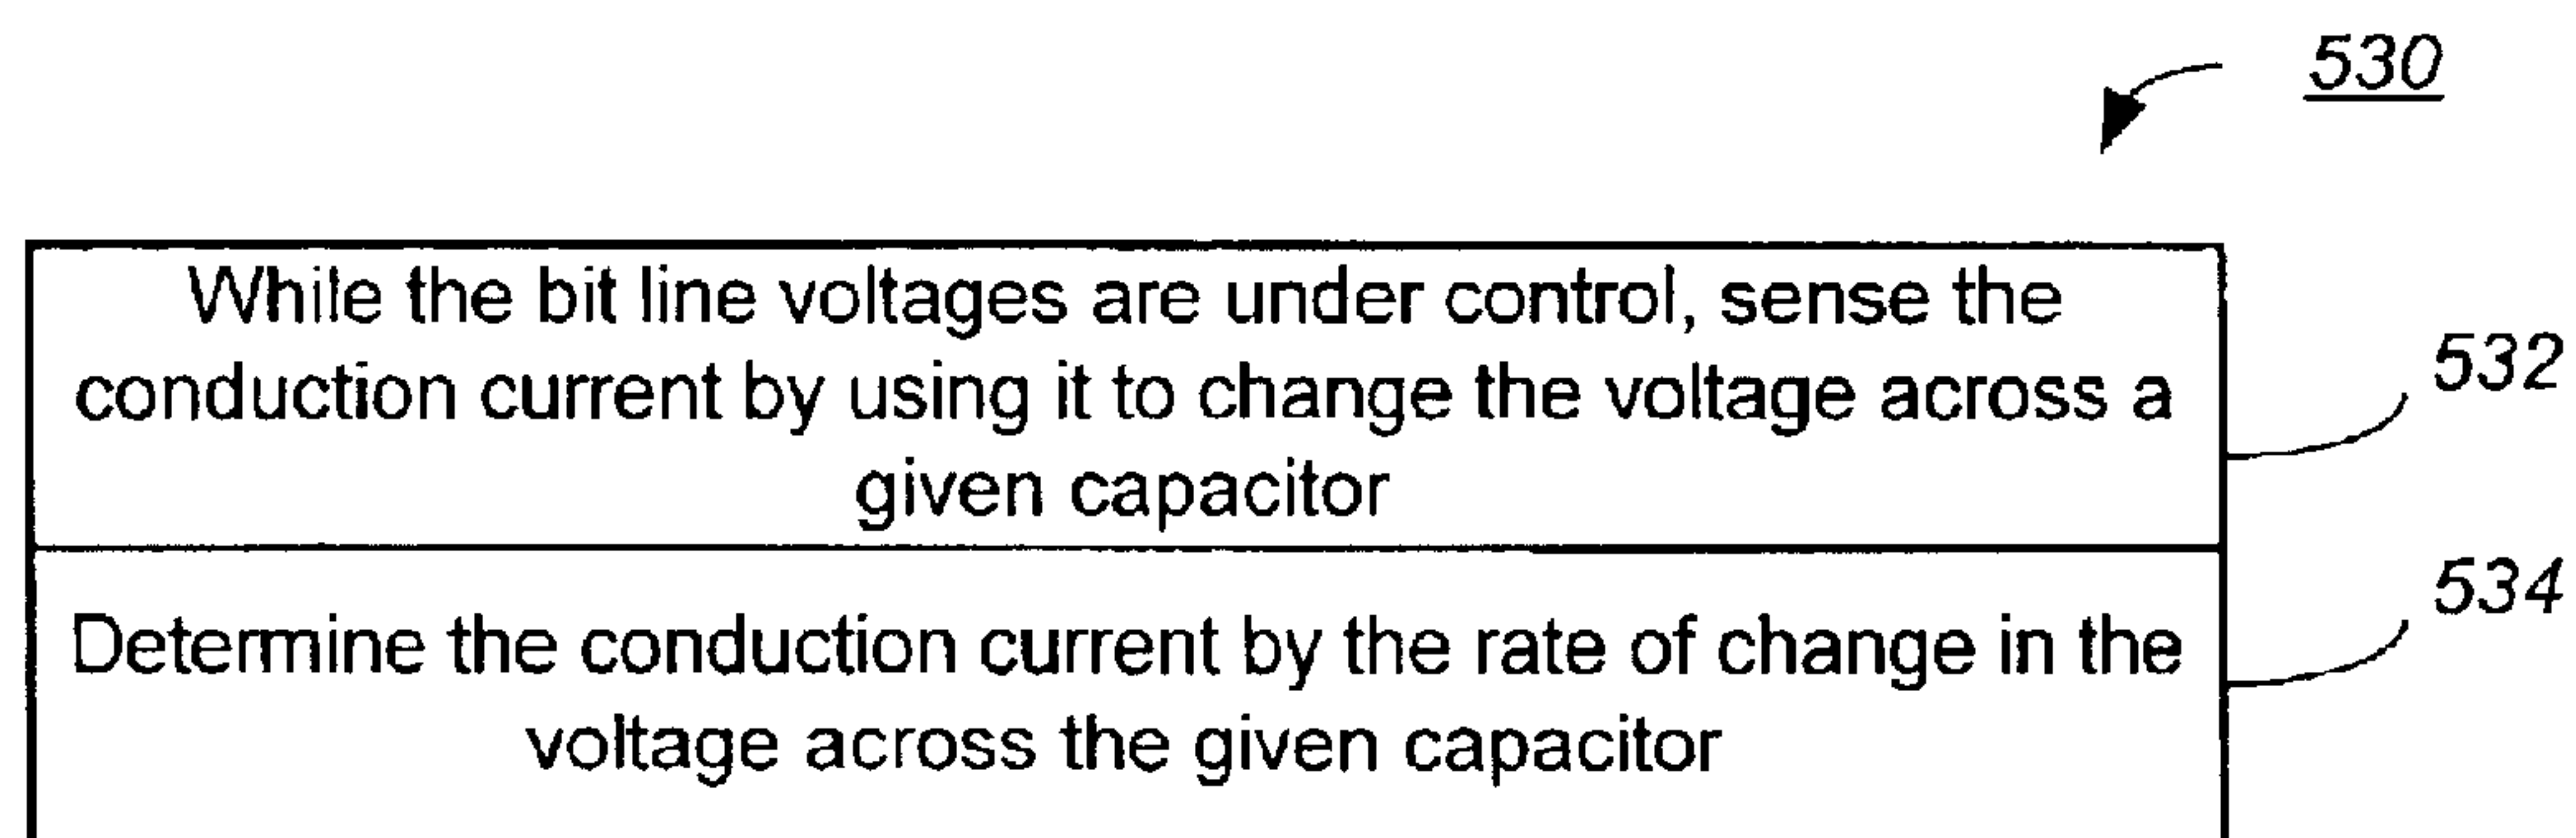 530
While the bit line voltages are under control, sense the
conduction current by using it to change the voltage across a
given capacitor
532
Determine the conduction current by the rate of change in the
voltage across the given capacitor
534